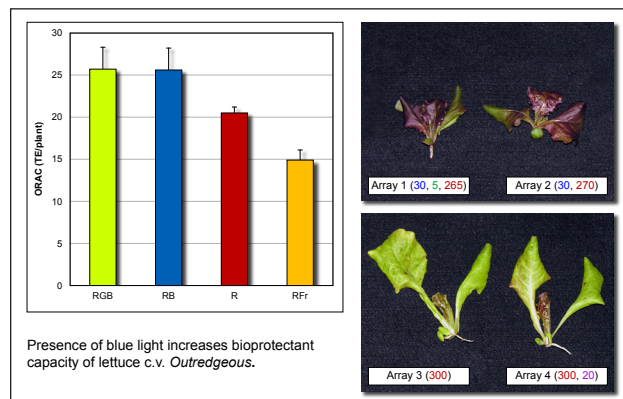 30
25
20
15
10
5
0
ORAC (TE/plant)
RGB
RB
R
RFr
Presence of blue light increases bioprotectant
capacity of lettuce c.v. Outredgeous.
Array 1 (30, 5, 265)
Array 2 (30, 270)
Array 3 (300)
Array 4 (300, 20)